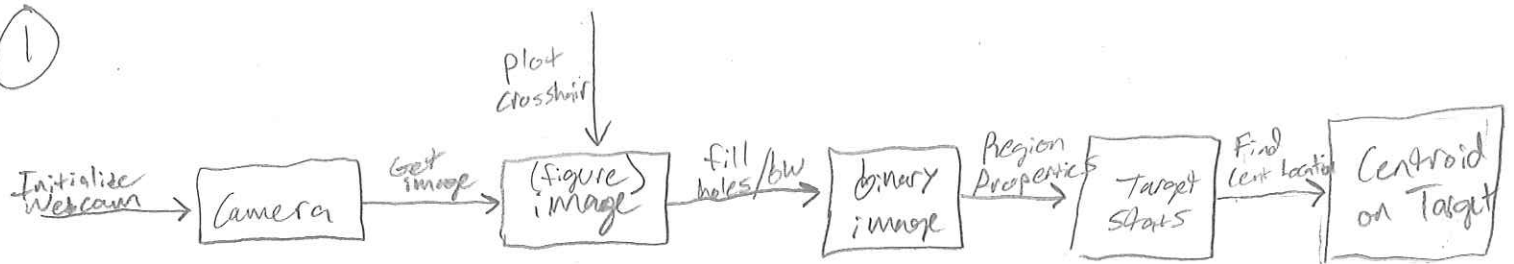 1
Plot
crosshair
Initialize
Webcam
Camera
Get
image
(figure)
image
fill
holes/bw
binary
image
Region
Properties
Target
stats
Find
Cent Location
Centroid
on Target